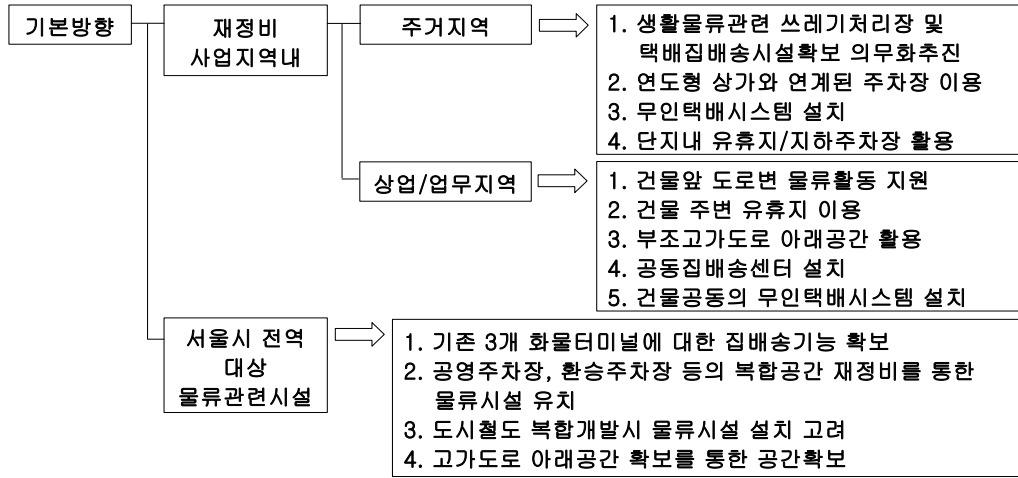 기본방향
재정비
사업지역내
주거지역
1. 생활물류관련 쓰레기처리장 및
택배집배송시설확보 의무화추진
2. 연도형 상가와 연계된 주차장 이용
3. 무인택배시스템 설치
4. 단지내 유휴지/지하주차장 활용
상업/업무지역
1. 건물앞 도로변 물류활동 지원
2. 건물 주변 유휴지 이용
3. 부조고가도로 아래공간 활용
4. 공동집배송센터 설치
5. 건물공동의 무인택배시스템 설치
서울시 전역
대상
물류관련시설
1. 기존 3개 화물터미널에 대한 집배송기능 확보
2. 공영주차장, 환승주차장 등의 복합공간 재정비를 통한
물류시설 유치
3. 도시철도 복합개발시 물류시설 설치 고려
4. 고가도로 아래공간 확보를 통한 공간확보